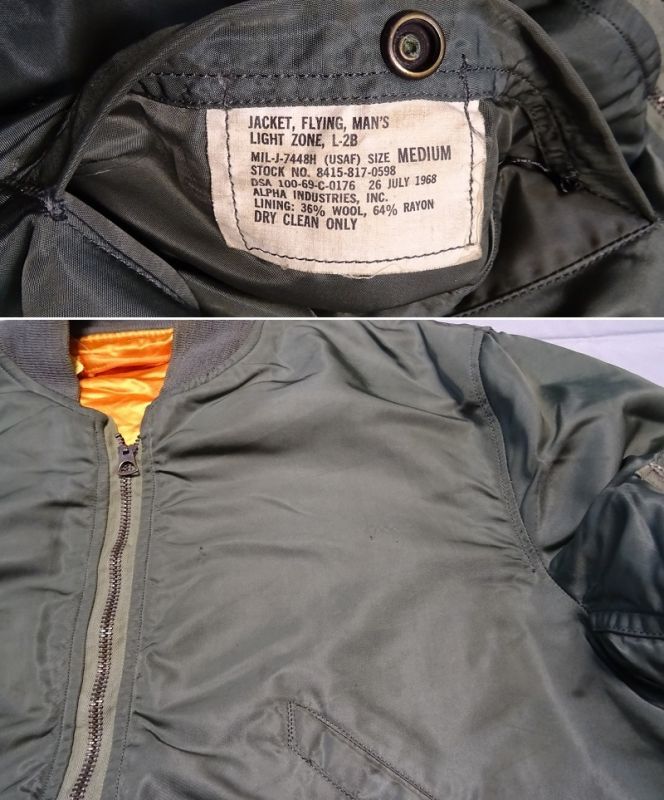 JACKET, FLYING, MAN'S
LIGHT ZONE, L-2B
MIL-J-7448H (USAF) SIZE MEDIUM
STOCK NO. 8415-817-0598
DSA 100-69-C-0176 26 JULY 1968
ALPHA INDUSTRIES, INC.
LINING: 36% WOOL, 64% RAYON
DRY CLEAN ONLY